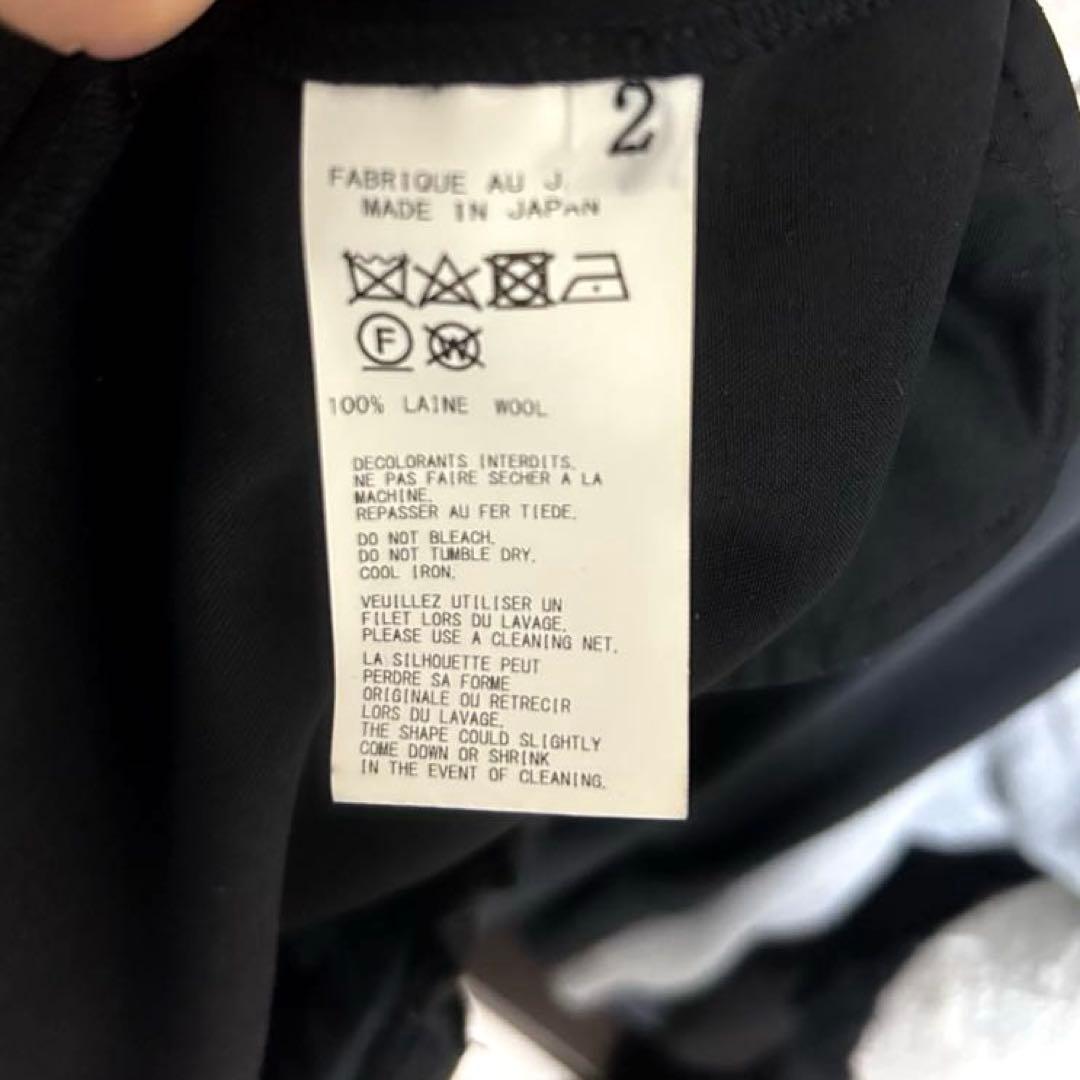 2
FABRIQUE AU J
MADE IN JAPAN
F
W
100% LAINE WOOL
DECOLORANTS INTERDITS.
NE PAS FAIRE SECHER A LA
MACHINE.
REPASSER AU FER TIEDE.
DO NOT BLEACH.
DO NOT TUMBLE DRY.
COOL IRON.
VEUILLEZ UTILISER UN
FILET LORS DU LAVAGE.
PLEASE USE A CLEANING NET.
LA SILHOUETTE PEUT
PERDRE SA FORME
ORIGINALE OU RETRECIR
LORS DU LAVAGE.
THE SHAPE COULD SLIGHTLY
COME DOWN OR SHRINK
IN THE EVENT OF CLEANING.